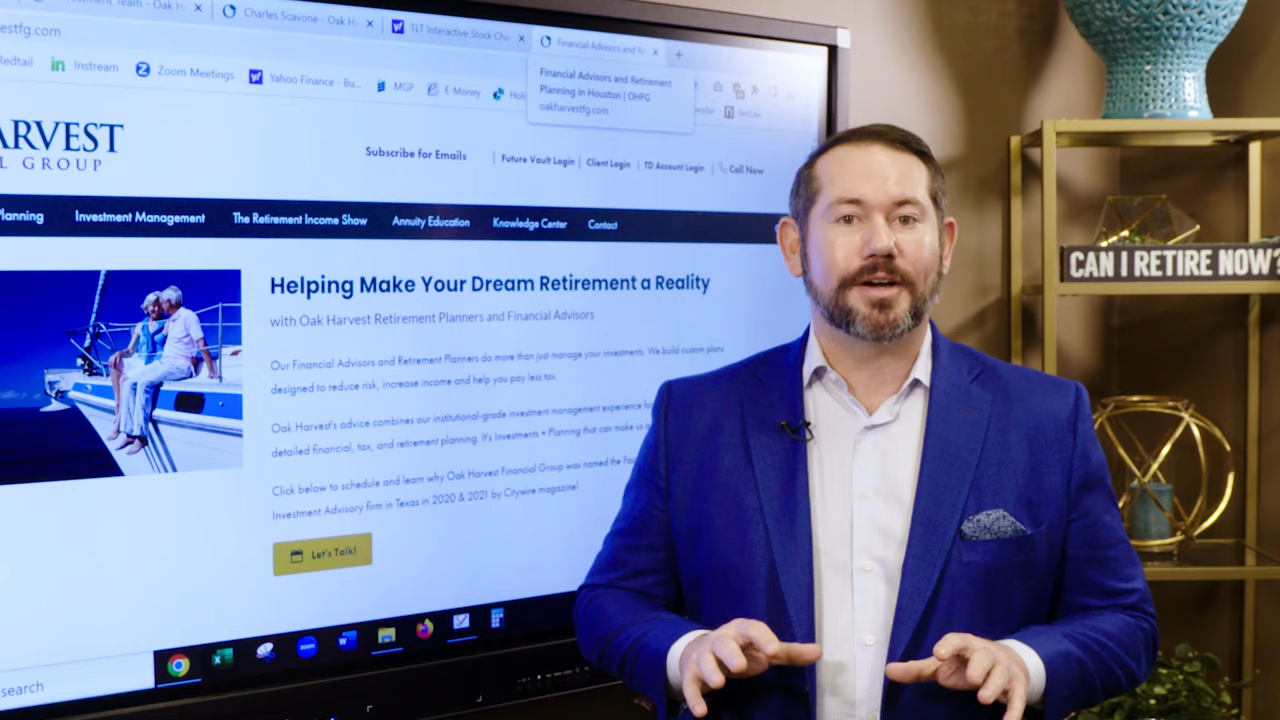 estment Team - Oak H
Charles Scavone - Oak H
TLT Interactive Stock Cha
Financial Advisors and Re
estfg.com
Redtail
Instream
Zoom Meetings
Yahoo Finance - Bu...
MGP
E-Money
Financial Advisors and Retirement
Planning in Houston | OHFG
oakharvestfg.com
ARVEST
L GROUP
Subscribe for Emails
Future Vault Login
Client Login
TD Account Login
Call Now
Planning
Investment Management
The Retirement Income Show
Annuity Education
Knowledge Center
Contact
Helping Make Your Dream Retirement a Reality
with Oak Harvest Retirement Planners and Financial Advisors
Our Financial Advisors and Retirement Planners do more than just manage your investments. We build custom plans
designed to reduce risk, increase income and help you pay less tax.
Oak Harvest's advice combines our institutional-grade investment management experience
detailed financial, tax, and retirement planning. It's Investments + Planning that can make us
Click below to schedule and learn why Oak Harvest Financial Group was named the
Investment Advisory firm in Texas in 2020 & 2021 by Citywire magazine!
Let's Talk!
search
zoom
CAN I RETIRE NOW?